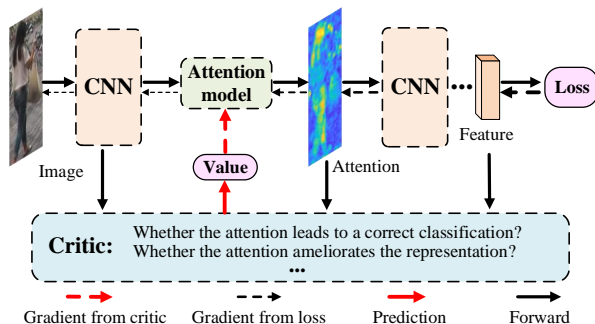 CNN
Attention
model
CNN
...
Loss
Feature
Image
Value
Attention
Critic:
Whether the attention leads to a correct classification?
Whether the attention ameliorates the representation?
...
Gradient from critic
Gradient from loss
Prediction
Forward